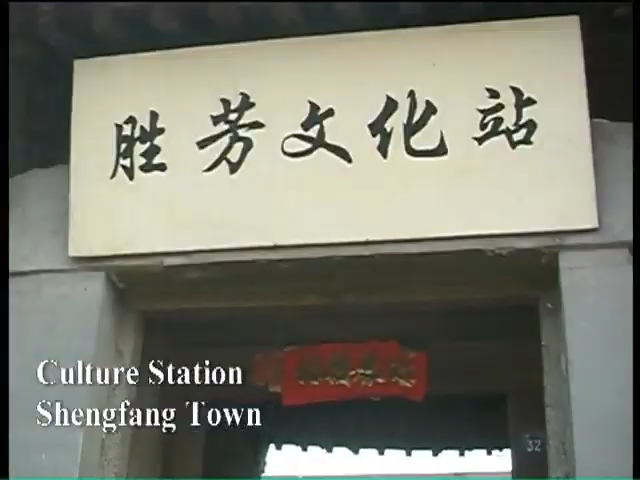 胜芳文化站
Culture Station
Shengfang Town
32